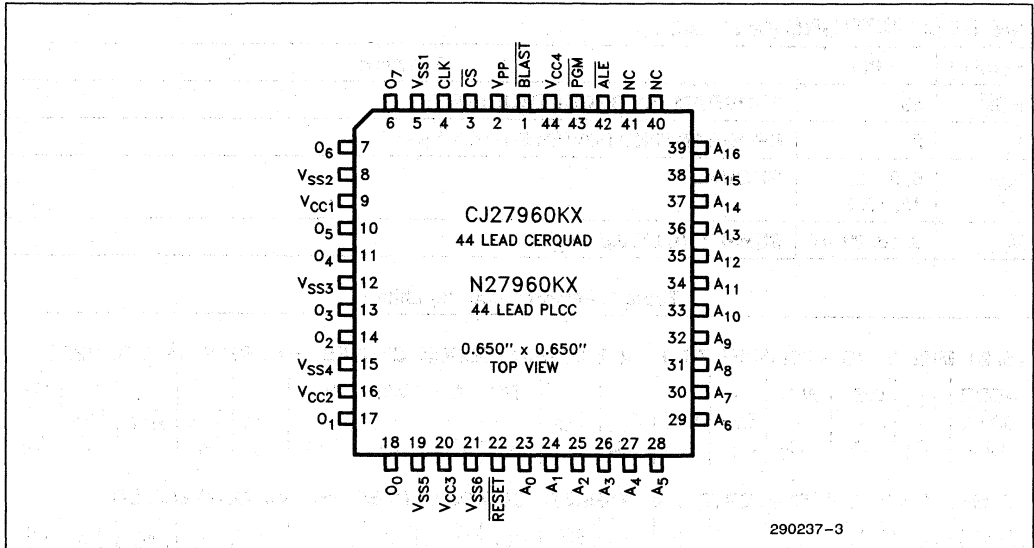 O7 VSS1 CLK CS VPP BLAST VCC4 PGM ALE NC NC
6 5 4 3 2 1 44 43 42 41 40
O6 7
VSS2 8
VCC1 9
O5 10
O4 11
VSS3 12
O3 13
O2 14
VSS4 15
VCC2 16
O1 17
CJ27960KX
44 LEAD CERQUAD
N27960KX
44 LEAD PLCC
0.650" x 0.650"
TOP VIEW
39 A16
38 A15
37 A14
36 A13
35 A12
34 A11
33 A10
32 A9
31 A8
30 A7
29 A6
18 19 20 21 22 23 24 25 26 27 28
O0 VSS5 VCC3 VSS6 RESET A0 A1 A2 A3 A4 A5
290237-3